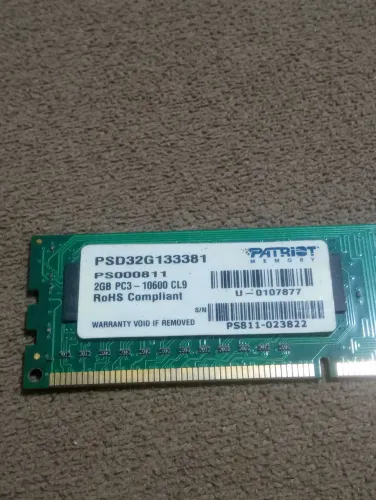 PSD32G133381
PS000811
2GB PC3-10600 CL9
RoHS Compliant
WARRANTY VOID IF REMOVED
PATRIOT
MEMORY
U-0107877
S/N
PS811-023822